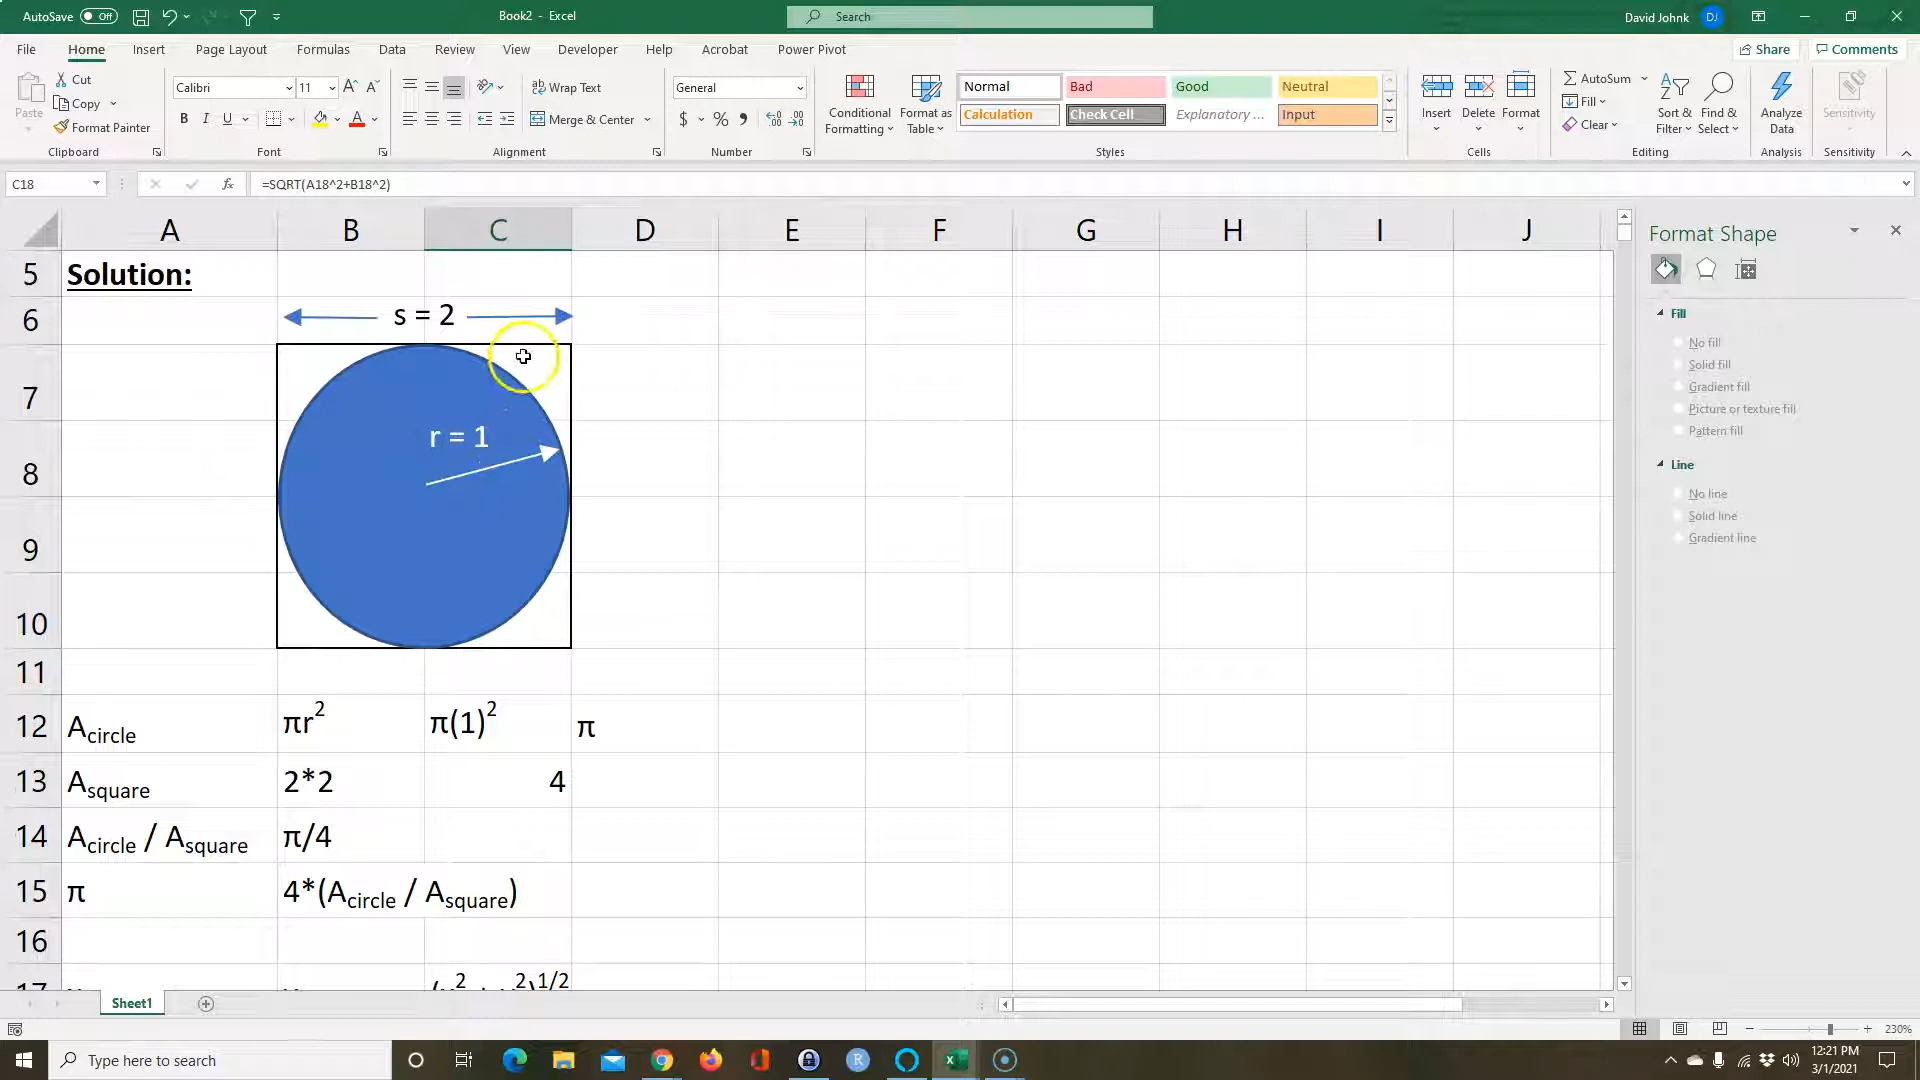 AutoSave Off Book2 - Excel Search David Johnk DJ
File Home Insert Page Layout Formulas Data Review View Developer Help Acrobat Power Pivot Share Comments
Paste Cut Copy Format Painter
Calibri 11
B I U
Wrap Text
Merge & Center
General
$ % 9
Conditional Formatting
Format as Table
Normal Bad Good Neutral
Calculation Check Cell Explanatory ... Input
Insert Delete Format
AutoSum Fill Clear
Sort & Filter
Find & Select
Analyze Data
Sensitivity
Clipboard Font Alignment Number Styles Cells Editing Analysis Sensitivity
C18 fx =SQRT(A18^2+B18^2)
A B C D E F G H I J
5 Solution:
6 s = 2
7
8 r = 1
9
10
11
12 Acircle πr² π(1)² π
13 Asquare 2*2 4
14 Acircle / Asquare π/4
15 π 4*(Acircle / Asquare)
16
17
Format Shape
Fill
No fill
Solid fill
Gradient fill
Picture or texture fill
Pattern fill
Line
No line
Solid line
Gradient line
Sheet1
230%
Type here to search
R
12:21 PM
3/1/2021